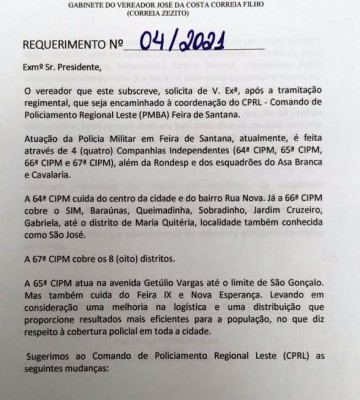 GABINETE DO VEREADOR JOSÉ DA COSTA CORREIA FILHO
(CORREIA ZEZITO)
REQUERIMENTO Nº 04/2021
Exmº Sr. Presidente,
O vereador que este subscreve, solicita de V. Exª, após a tramitação
regimental, que seja encaminhado à coordenação do CPRL - Comando de
Policiamento Regional Leste (PMBA) Feira de Santana.
Atuação da Polícia Militar em Feira de Santana, atualmente, é feita
através de 4 (quatro) Companhias Independentes (64ª CIPM, 65ª CIPM,
66ª CIPM e 67ª CIPM), além da Rondesp e dos esquadrões do Asa Branca
e Cavalaria.
A 64ª CIPM cuida do centro da cidade e do bairro Rua Nova. Já a 66ª CIPM
cobre o SIM, Baraúnas, Queimadinha, Sobradinho, Jardim Cruzeiro,
Gabriela, até o distrito de Maria Quitéria, localidade também conhecida
como São José.
A 67ª CIPM cobre os 8 (oito) distritos.
A 65ª CIPM atua na avenida Getúlio Vargas até o limite de São Gonçalo.
Mas também cuida do Feira IX e Nova Esperança. Levando em
consideração uma melhoria na logística e uma distribuição que
proporcione resultados mais eficientes para a população, no que diz
respeito à cobertura policial em toda a cidade.
Sugerimos ao Comando de Policiamento Regional Leste (CPRL) as
seguintes mudanças: